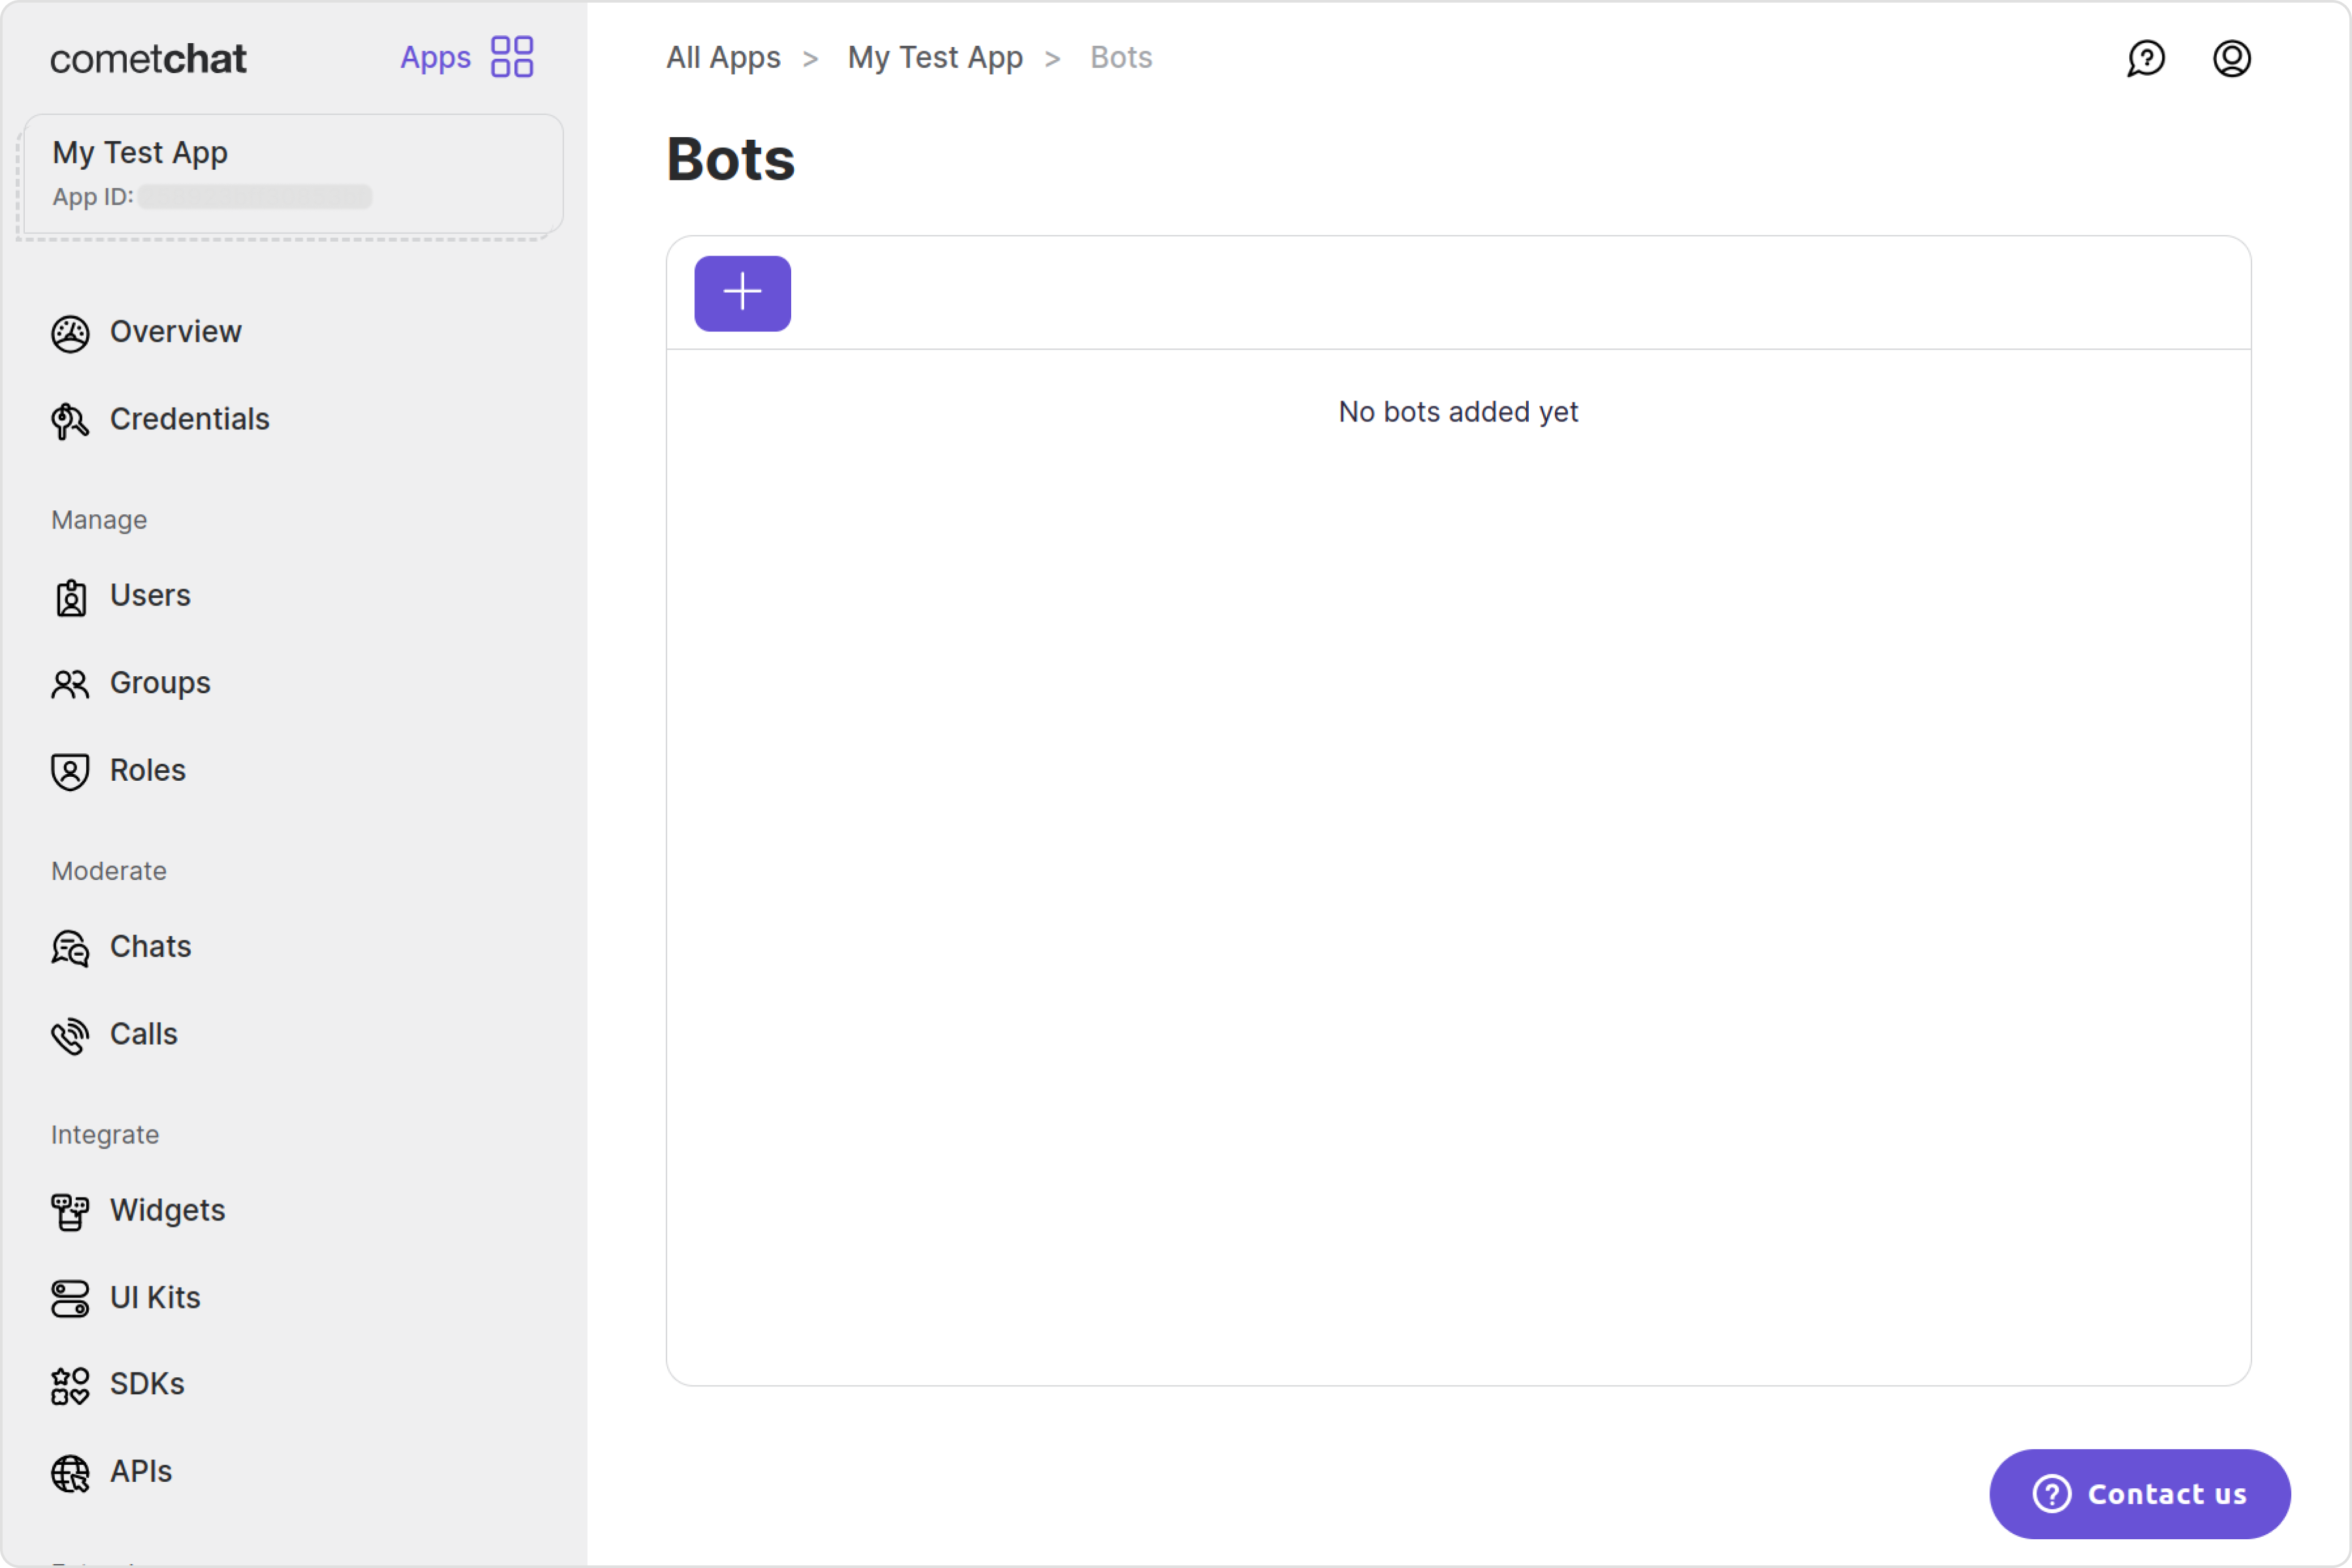 cometchat
Apps
My Test App
App ID:
Overview
Credentials
Manage
Users
Groups
Roles
Moderate
Chats
Calls
Integrate
Widgets
UI Kits
SDKs
APIs
All Apps > My Test App > Bots
Bots
No bots added yet
Contact us